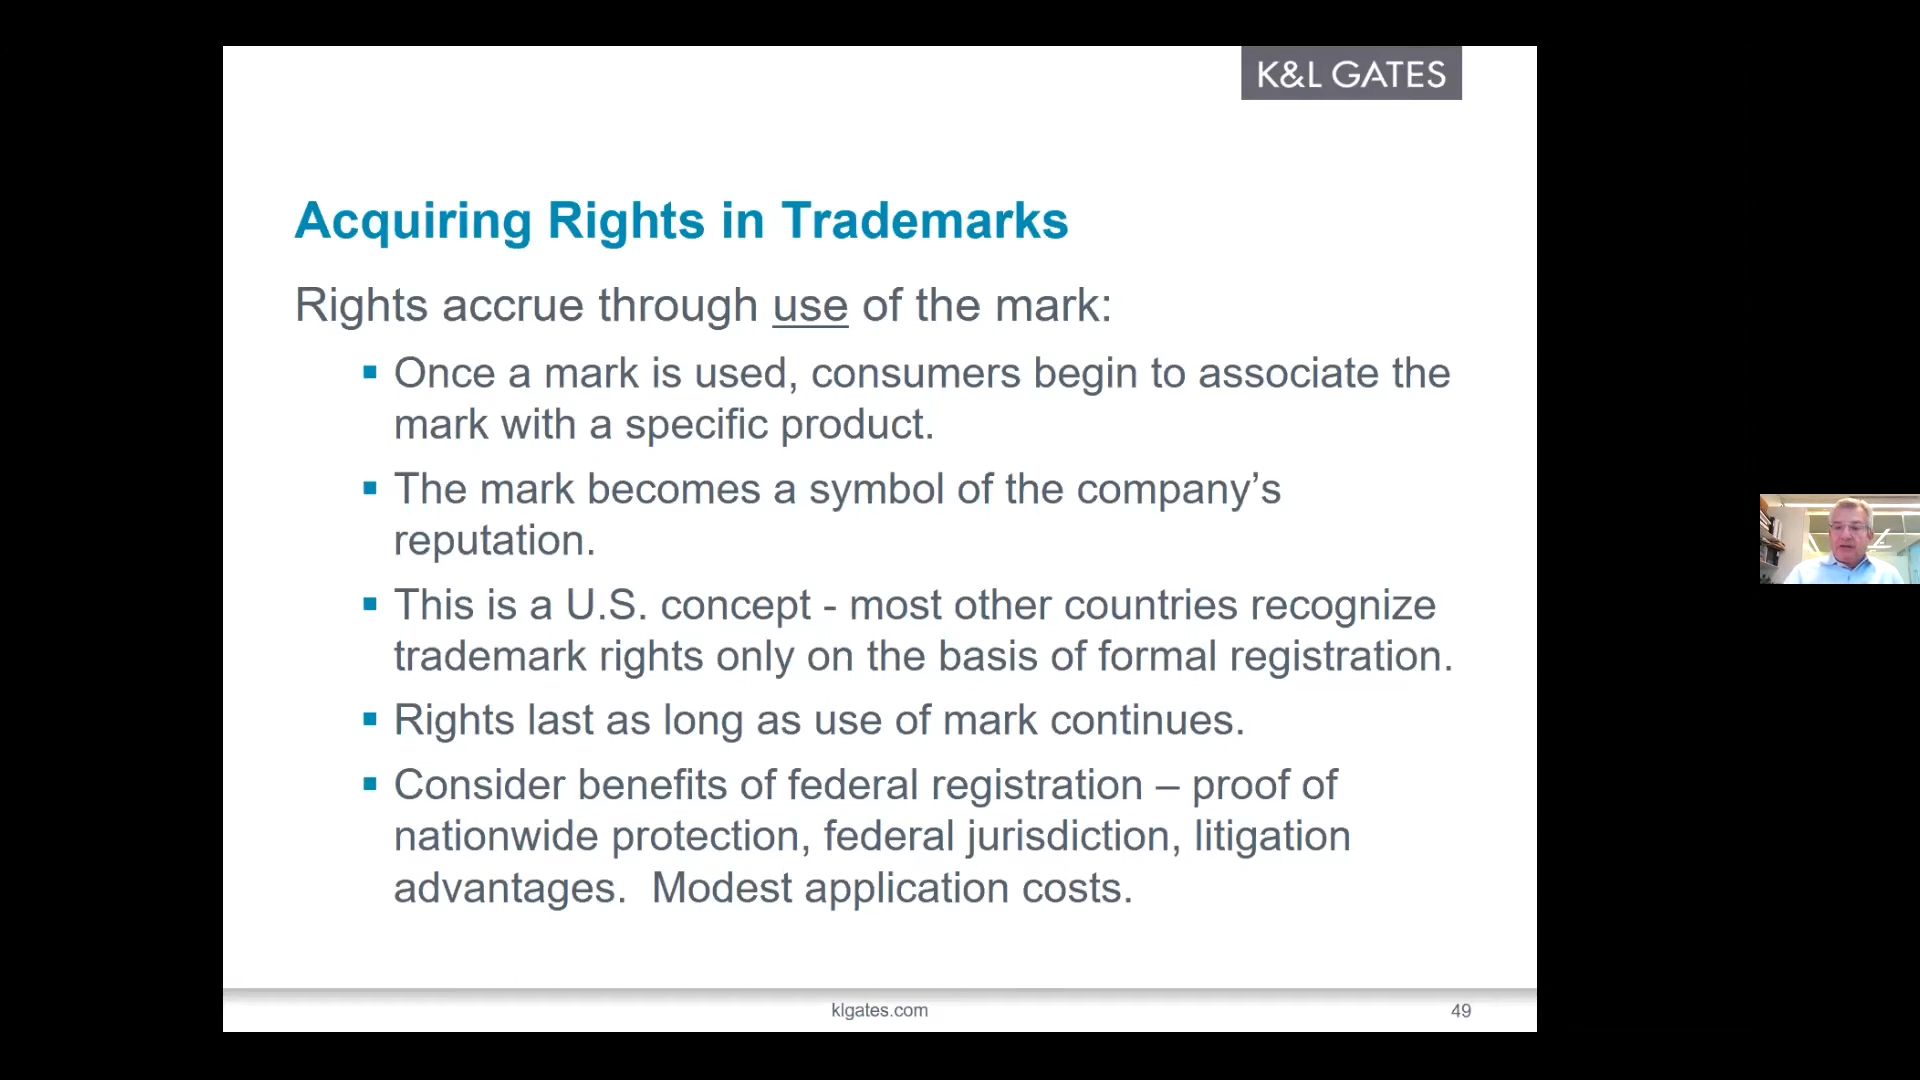 K&L GATES
Acquiring Rights in Trademarks
Rights accrue through use of the mark:
▪ Once a mark is used, consumers begin to associate the
mark with a specific product.
▪ The mark becomes a symbol of the company’s
reputation.
▪ This is a U.S. concept - most other countries recognize
trademark rights only on the basis of formal registration.
▪ Rights last as long as use of mark continues.
▪ Consider benefits of federal registration – proof of
nationwide protection, federal jurisdiction, litigation
advantages.  Modest application costs.
klgates.com
49